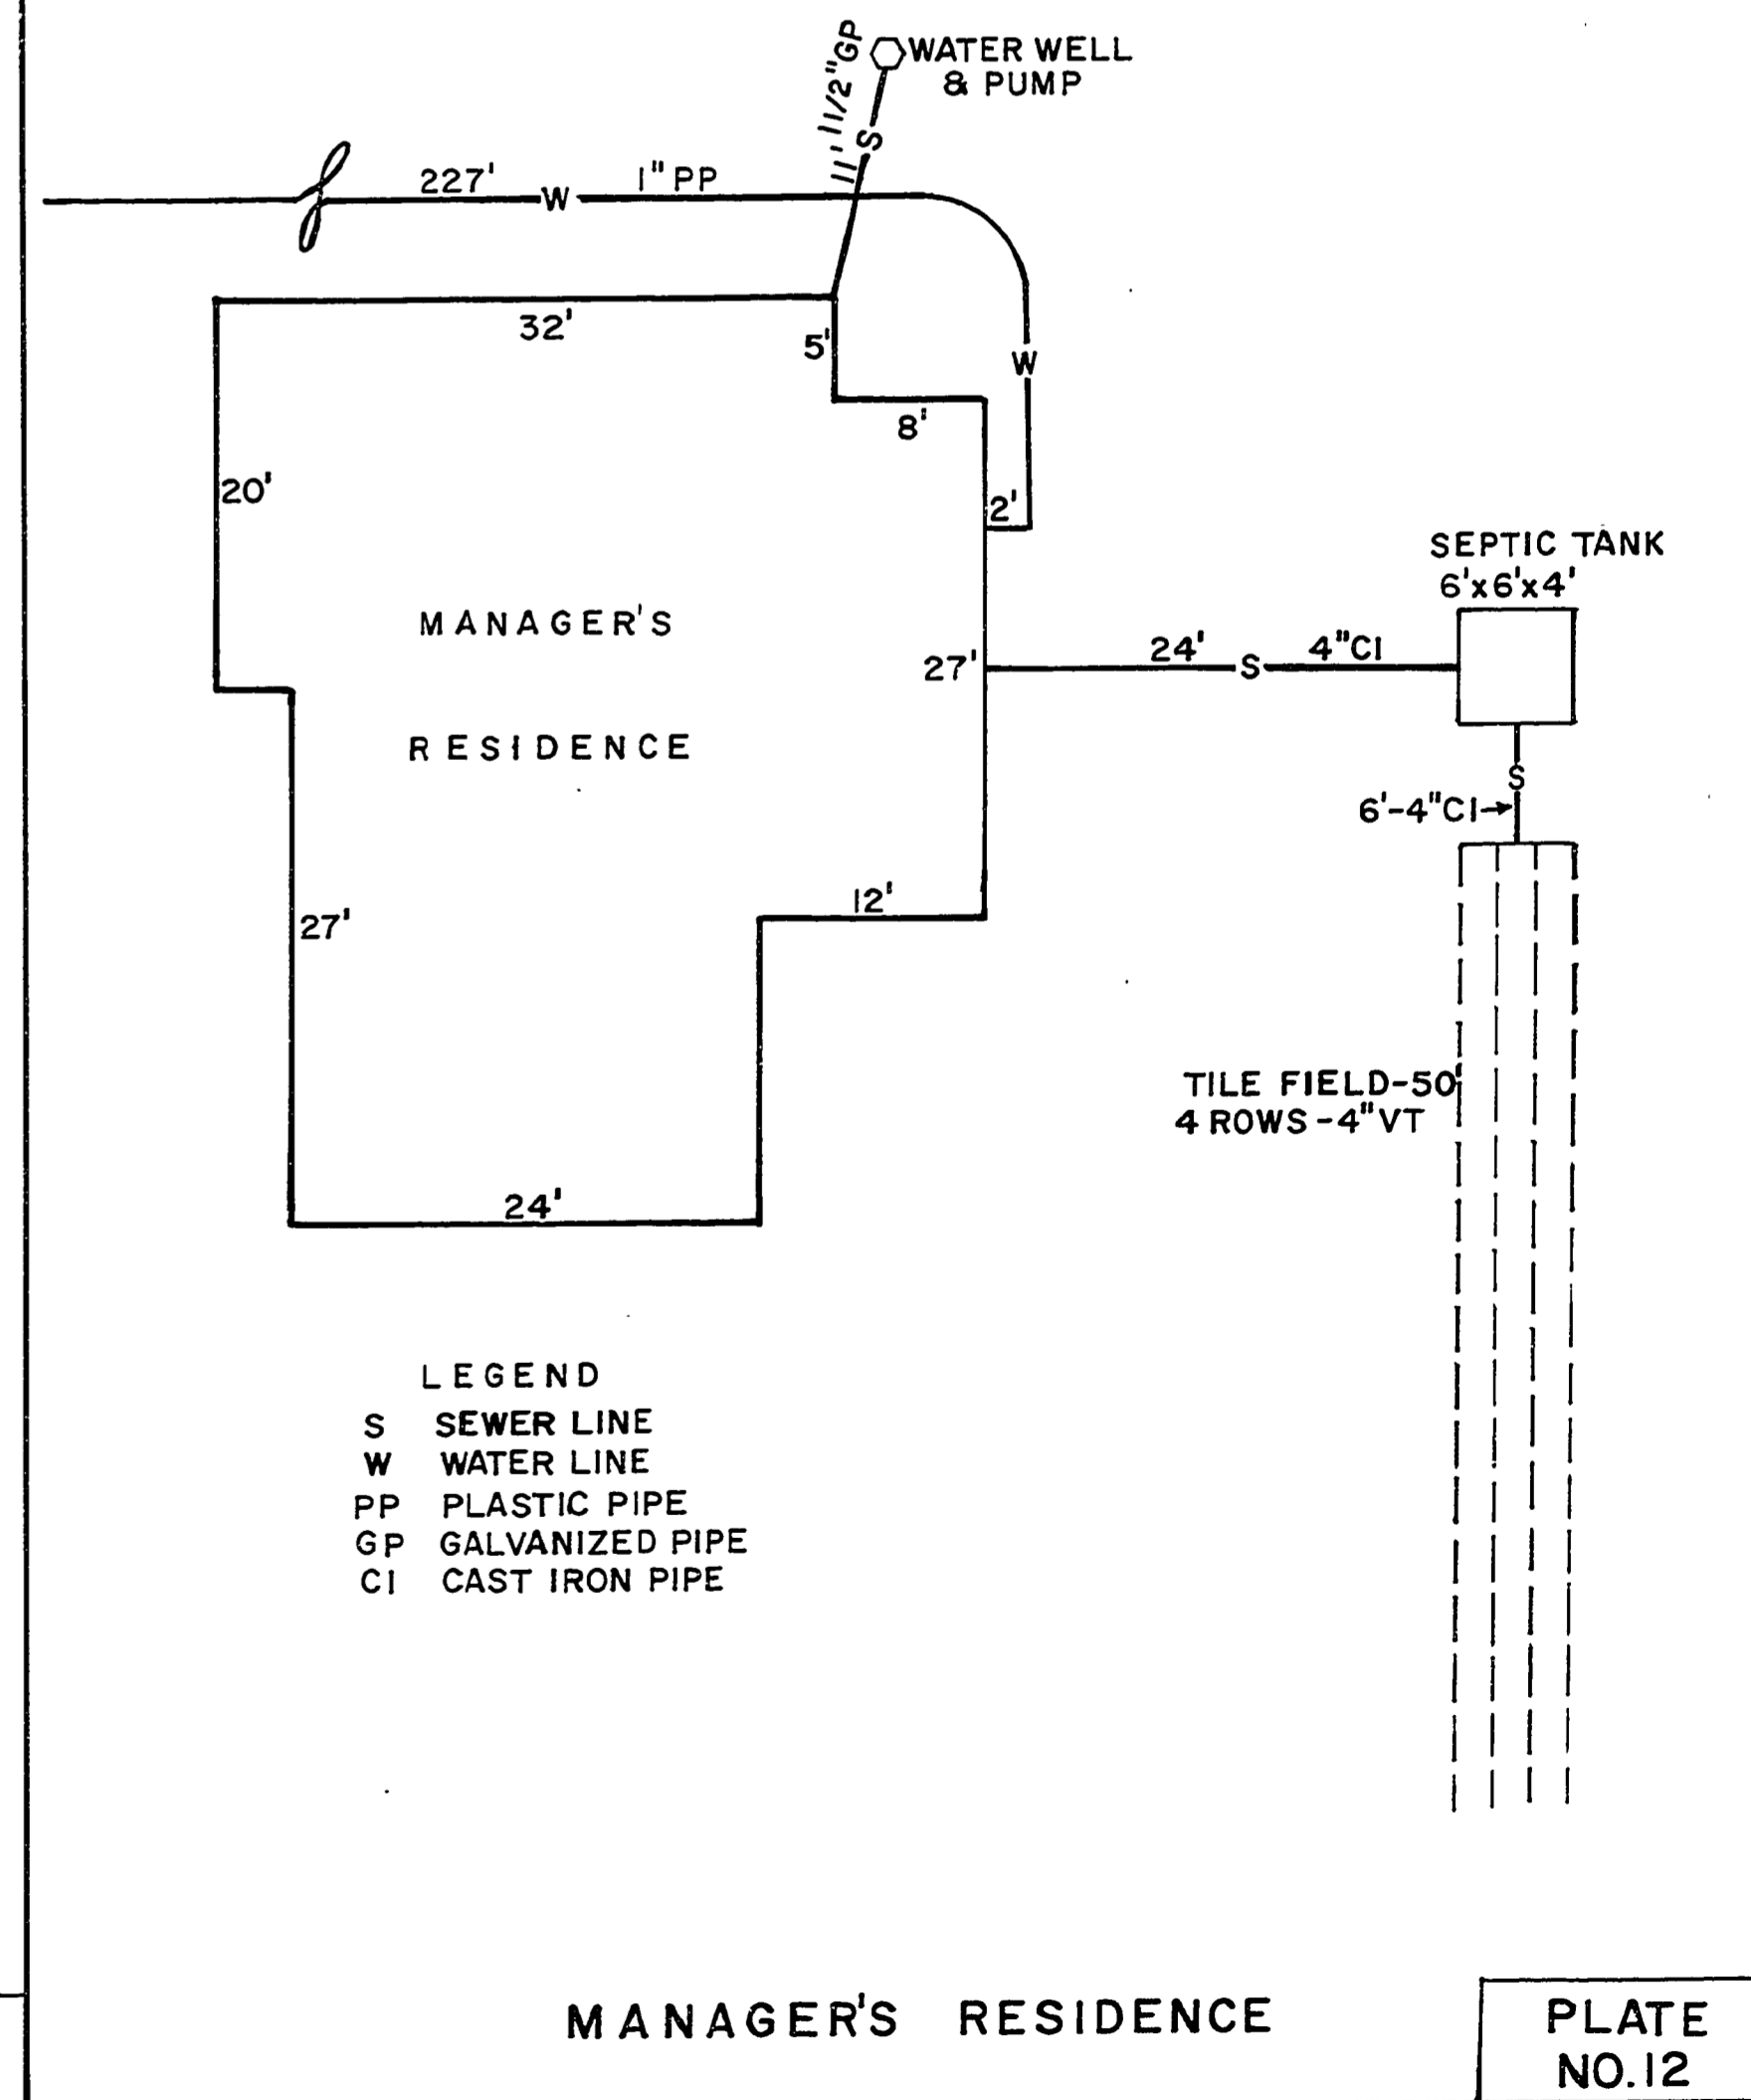 WATER WELL
& PUMP
11' 1 1/2" GP
S
227'
W
1" PP
32'
5'
W
8'
20'
2'
SEPTIC TANK
6'x6'x4'
MANAGER'S
RESIDENCE
27'
24'
S
4"CI
S
6'-4"CI
12'
27'
TILE FIELD-50'
4 ROWS-4"VT
24'
LEGEND
S SEWER LINE
W WATER LINE
PP PLASTIC PIPE
GP GALVANIZED PIPE
CI CAST IRON PIPE
MANAGER'S RESIDENCE
PLATE
NO.12